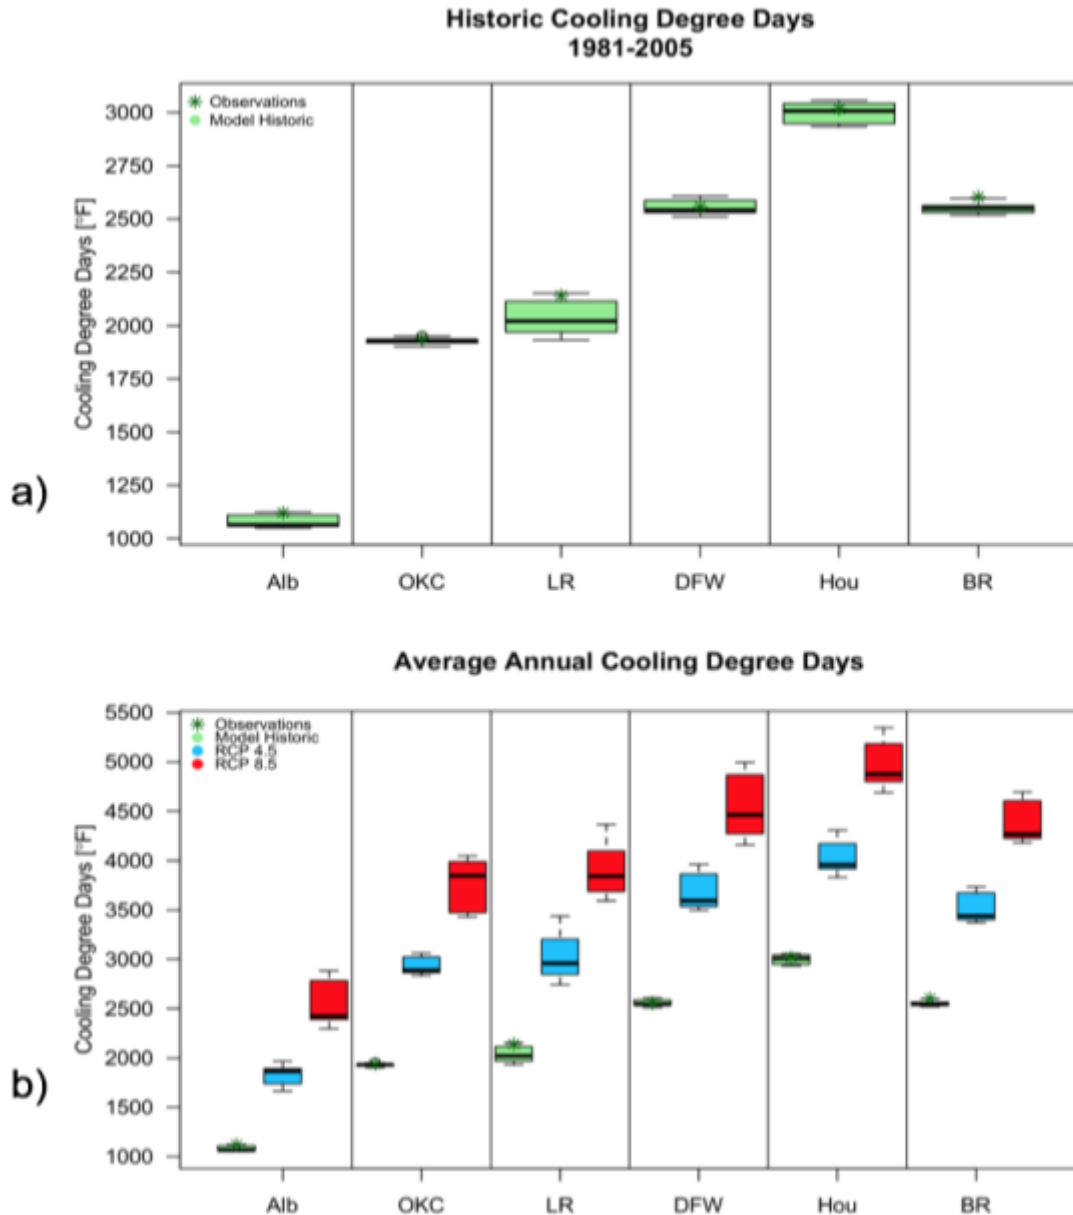 Historic Cooling Degree Days
1981-2005
Observations
Model Historic
Cooling Degree Days [°F]
3000
2750
2500
2250
2000
1750
1500
1250
1000
a)
Alb OKC LR DFW Hou BR
Average Annual Cooling Degree Days
Observations
Model Historic
RCP 4.5
RCP 8.5
Cooling Degree Days [°F]
5500
5000
4500
4000
3500
3000
2500
2000
1500
1000
b)
Alb OKC LR DFW Hou BR